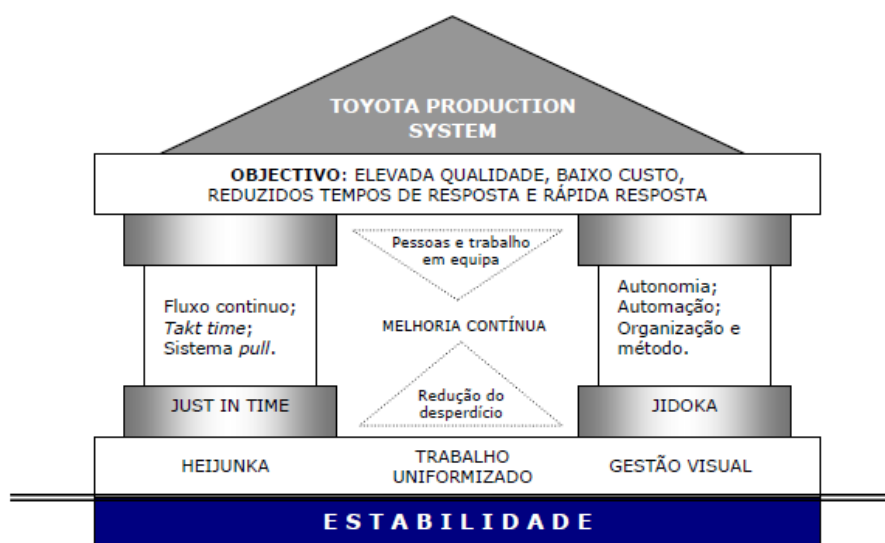 TOYOTA PRODUCTION
SYSTEM
OBJECTIVO: ELEVADA QUALIDADE, BAIXO CUSTO,
REDUZIDOS TEMPOS DE RESPOSTA E RÁPIDA RESPOSTA
Pessoas e trabalho
em equipa
Fluxo continuo;
Takt time;
Sistema pull.
MELHORIA CONTÍNUA
Autonomia;
Automação;
Organização e
método.
Redução do
desperdício
JUST IN TIME
JIDOKA
HEIJUNKA
TRABALHO
UNIFORMIZADO
GESTÃO VISUAL
ESTABILIDADE